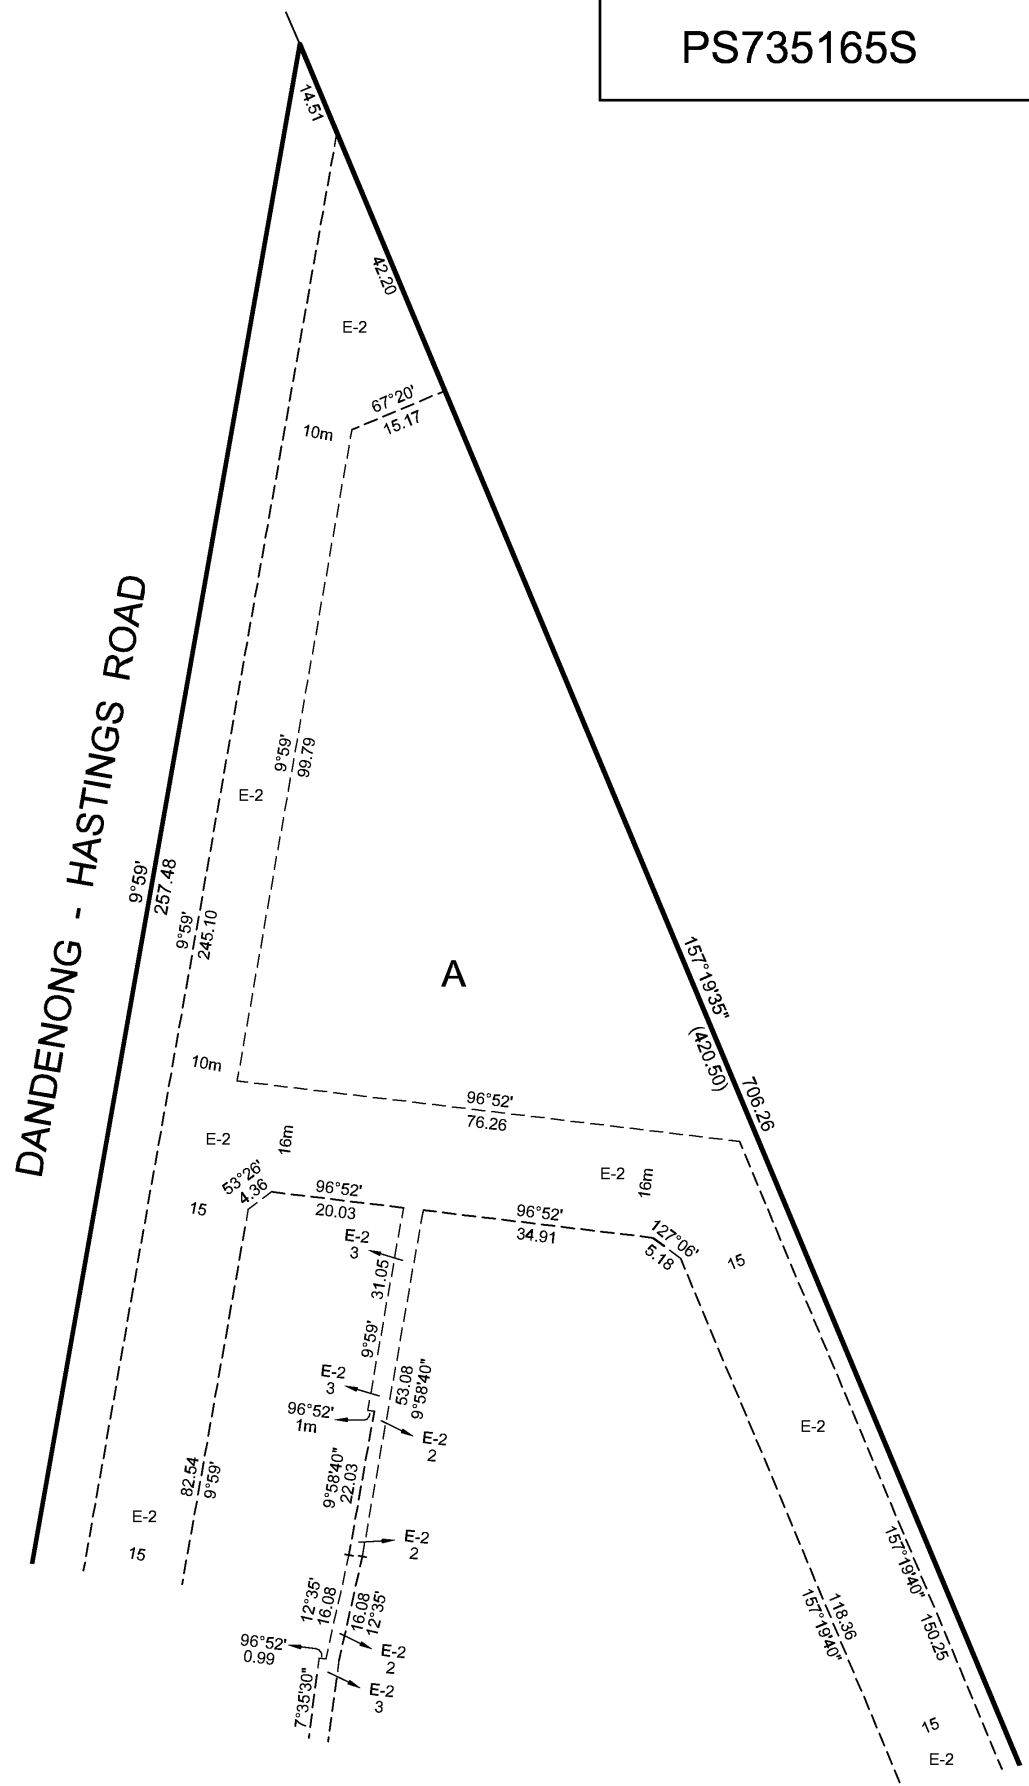 PS735165S
14.51
42.20
E-2
67°20'
15.17
10m
DANDENONG - HASTINGS ROAD
9°59'
99.79
E-2
9°59'
257.48
9°59'
245.10
A
157°19'35"
(420.50)
706.26
10m
96°52'
76.26
E-2
16m
E-2
16m
53°26'
4.36
15
96°52'
20.03
96°52'
34.91
127°06'
5.18
15
E-2
3
31.05
9°59'
E-2
3
53.08
9°58'40"
96°52'
1m
E-2
2
E-2
82.54
9°59'
9°58'40"
22.03
E-2
15
E-2
2
157°19'40"
150.25
12°35'
16.08
16.08
12°35'
118.36
157°19'40"
96°52'
0.99
E-2
2
7°35'30"
E-2
3
15
E-2